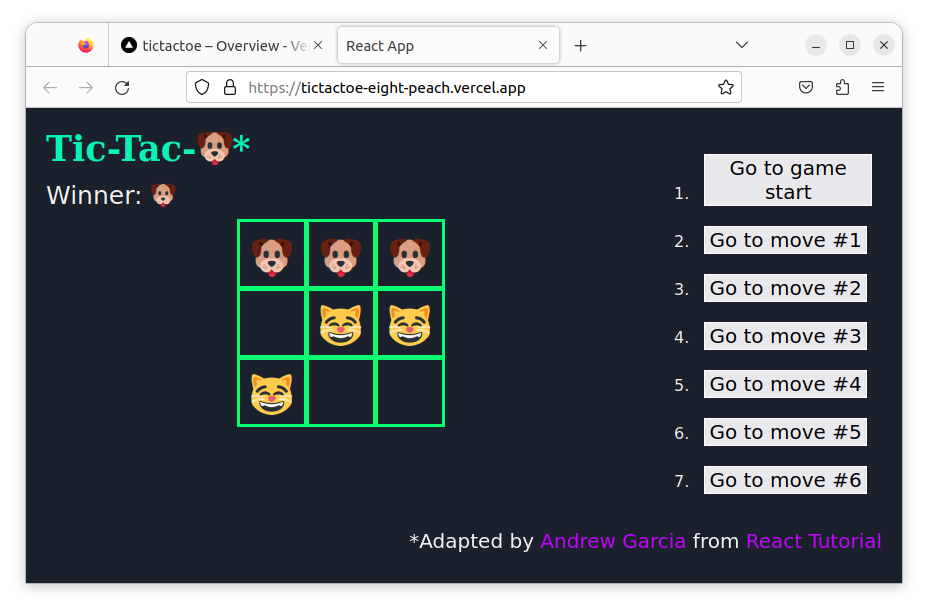 tictactoe – Overview - Ve
React App
https://tictactoe-eight-peach.vercel.app
Tic-Tac-🐶*
Winner: 🐶
1. Go to game
start
2. Go to move #1
3. Go to move #2
4. Go to move #3
5. Go to move #4
6. Go to move #5
7. Go to move #6
*Adapted by Andrew Garcia from React Tutorial